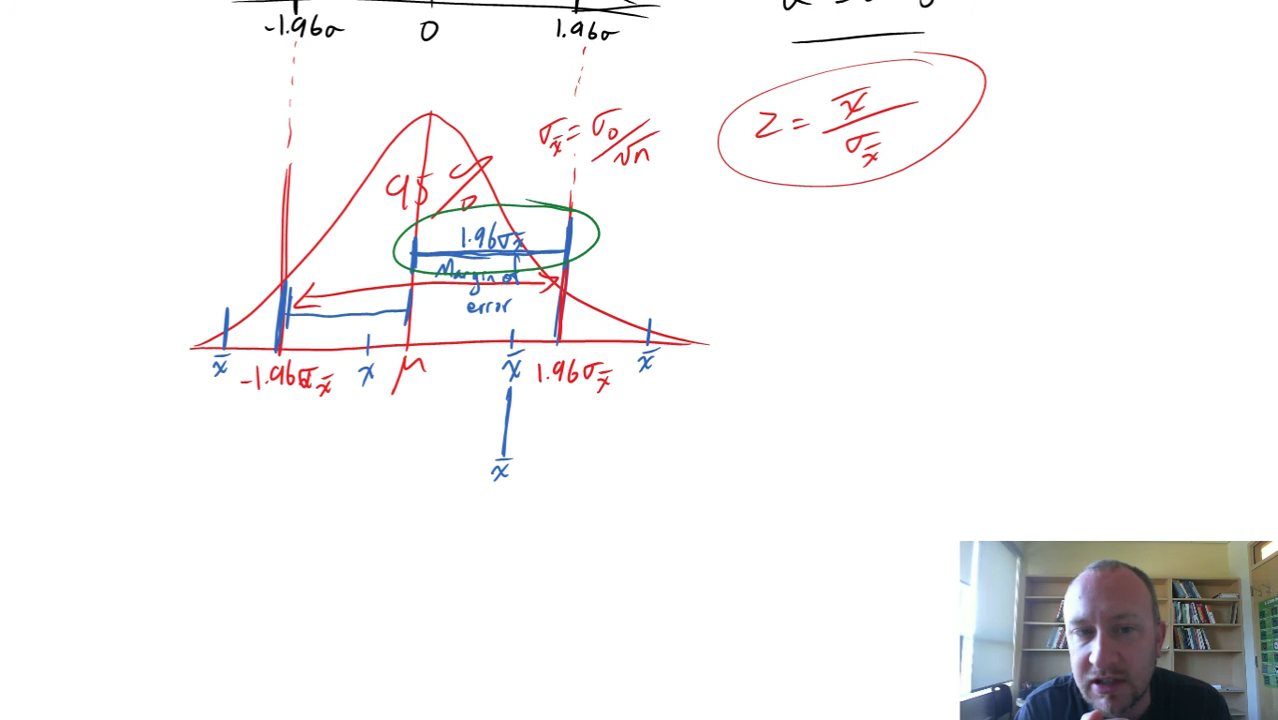 -1.96σ 0 1.96σ
σx̄ = σ0/√n
z = x̄/σx̄
95%
1.96σx̄
Margin of
error
x̄ -1.96σx̄ x μ x̄ 1.96σx̄ x̄
x̄